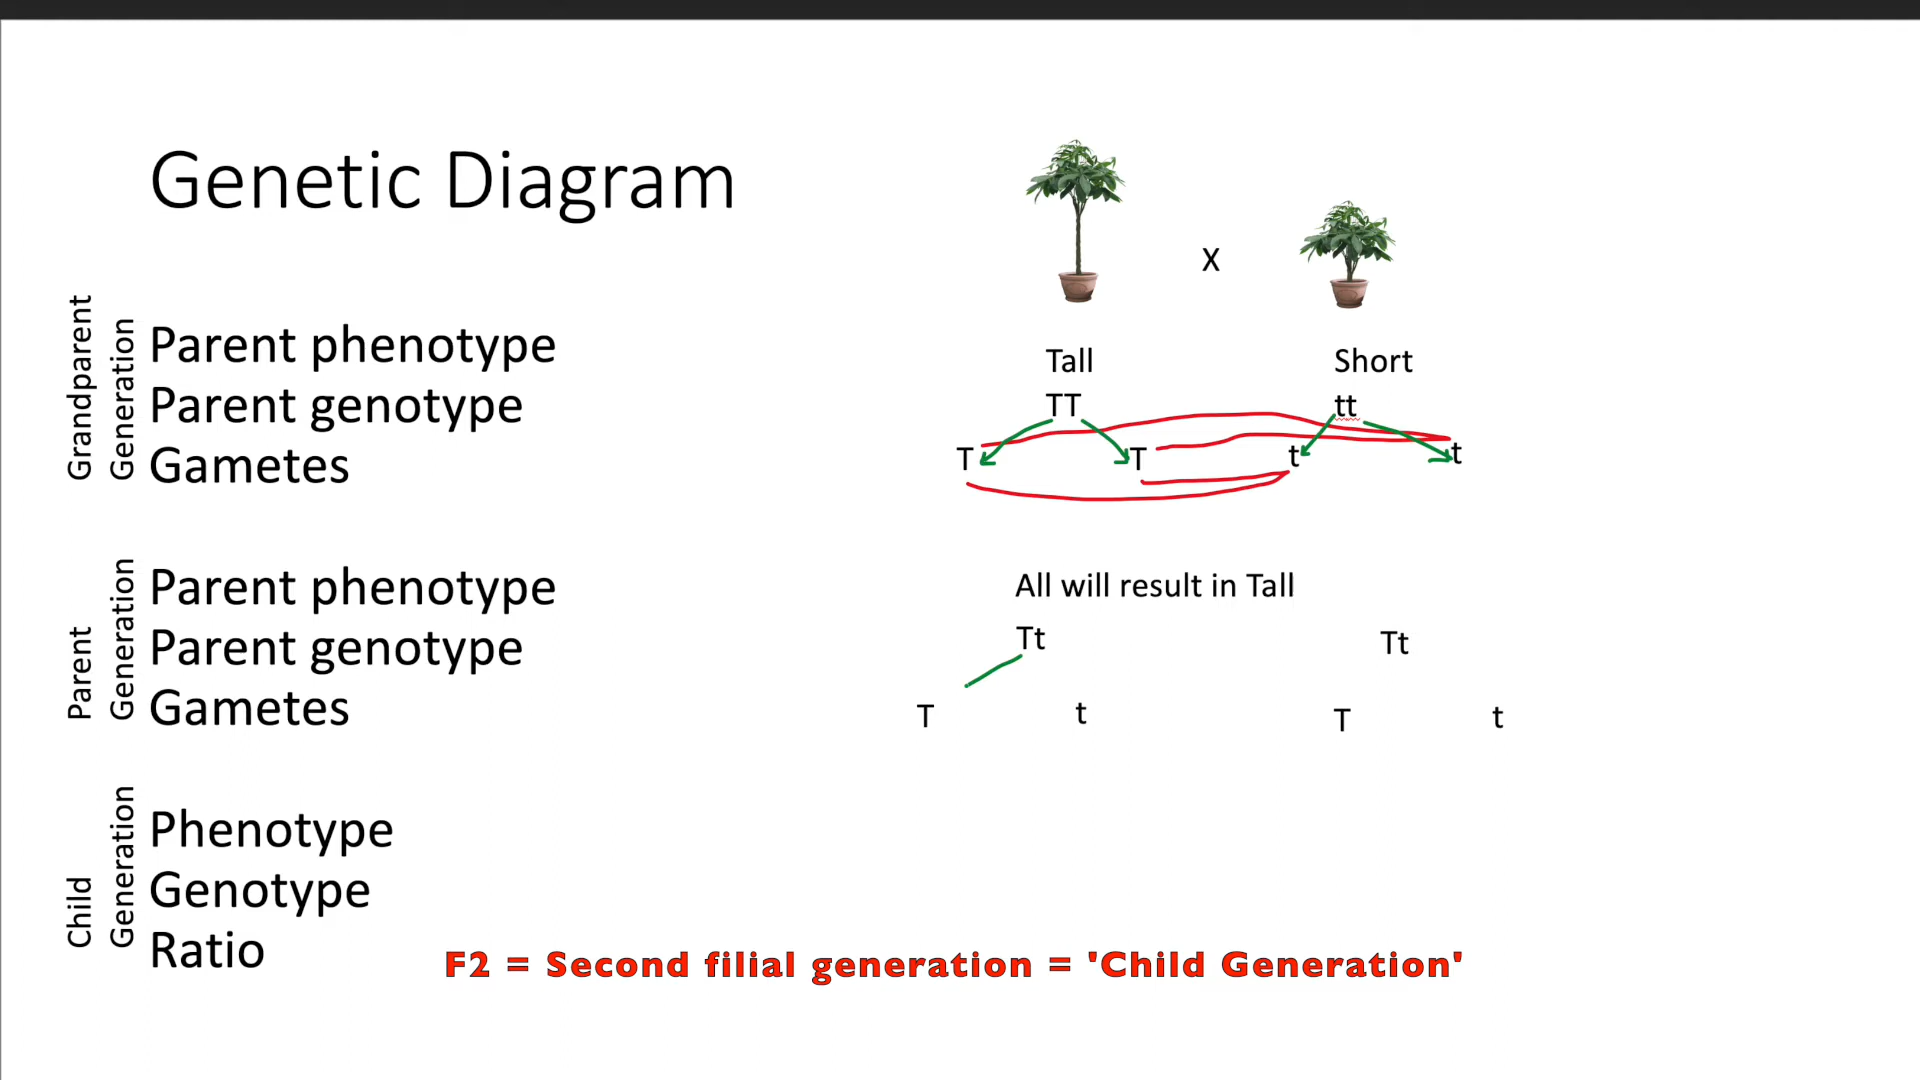 Genetic Diagram
X
Grandparent
Generation
Parent phenotype
Tall
Short
Parent genotype
TT
tt
Gametes
T
T
t
t
Parent
Generation
Parent phenotype
All will result in Tall
Parent genotype
Tt
Tt
Gametes
T
t
T
t
Child
Generation
Phenotype
Genotype
Ratio
F2 = Second filial generation = 'Child Generation'